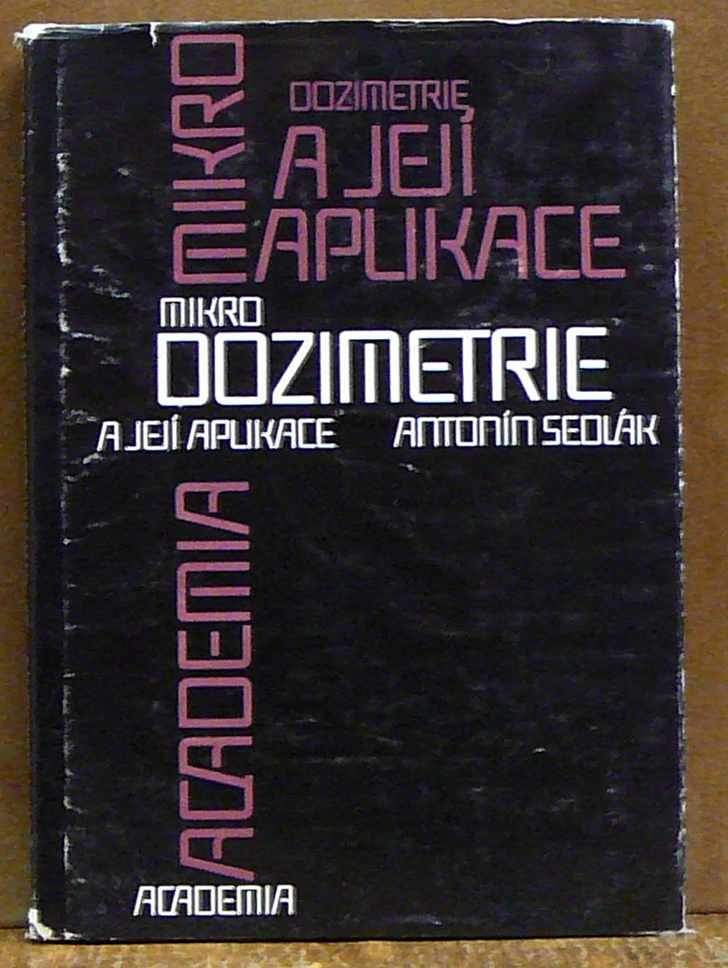 MIKRO
DOZIMETRIE
A JEJÍ
APLIKACE
MIKRO
DOZIMETRIE
A JEJÍ APLIKACE ANTONÍN SEDLÁK
ACADEMIA
ACADEMIA